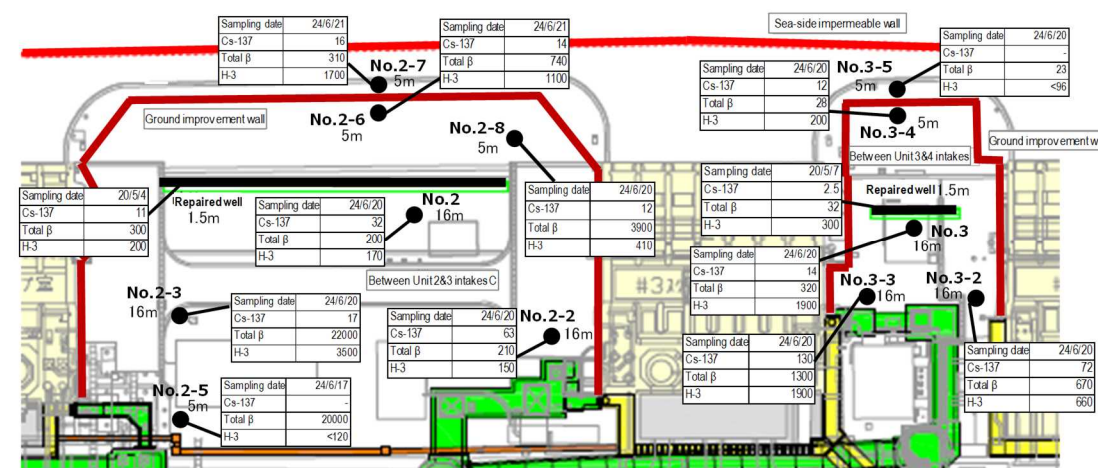 Sampling date 24/6/21
Cs-137 16
Total β 310
H-3 1700
Sampling date 24/6/21
Cs-137 14
Total β 740
H-3 1100
Sea-side impermeable wall
Sampling date 24/6/20
Cs-137 -
Total β 23
H-3 <96
No.2-7
5m
No.3-5
5m
Sampling date 24/6/20
Cs-137 12
Total β 28
H-3 200
Ground improvement wall
No.2-6
5m
No.2-8
5m
No.3-4
5m
Ground improvement w
Between Unit 3&4 intakes
Sampling date 20/5/4
Cs-137 11
Total β 300
H-3 200
Repaired well
1.5m
Sampling date 24/6/20
Cs-137 32
Total β 200
H-3 170
No.2
16m
Sampling date 24/6/20
Cs-137 12
Total β 3900
H-3 410
Sampling date 20/5/7
Cs-137 2.5
Total β 32
H-3 300
Repaired well 1.5m
No.3
16m
Sampling date 24/6/20
Cs-137 14
Total β 320
H-3 1900
Between Unit 2&3 intakes C
No.2-3
16m
Sampling date 24/6/20
Cs-137 17
Total β 22000
H-3 3500
Sampling date 24/6/20
Cs-137 63
Total β 210
H-3 150
No.2-2
16m
#3ス
No.3-3
16m
No.3-2
16m
Sampling date 24/6/20
Cs-137 130
Total β 1300
H-3 1900
Sampling date 24/6/20
Cs-137 72
Total β 670
H-3 660
No.2-5
5m
Sampling date 24/6/17
Cs-137 -
Total β 20000
H-3 <120